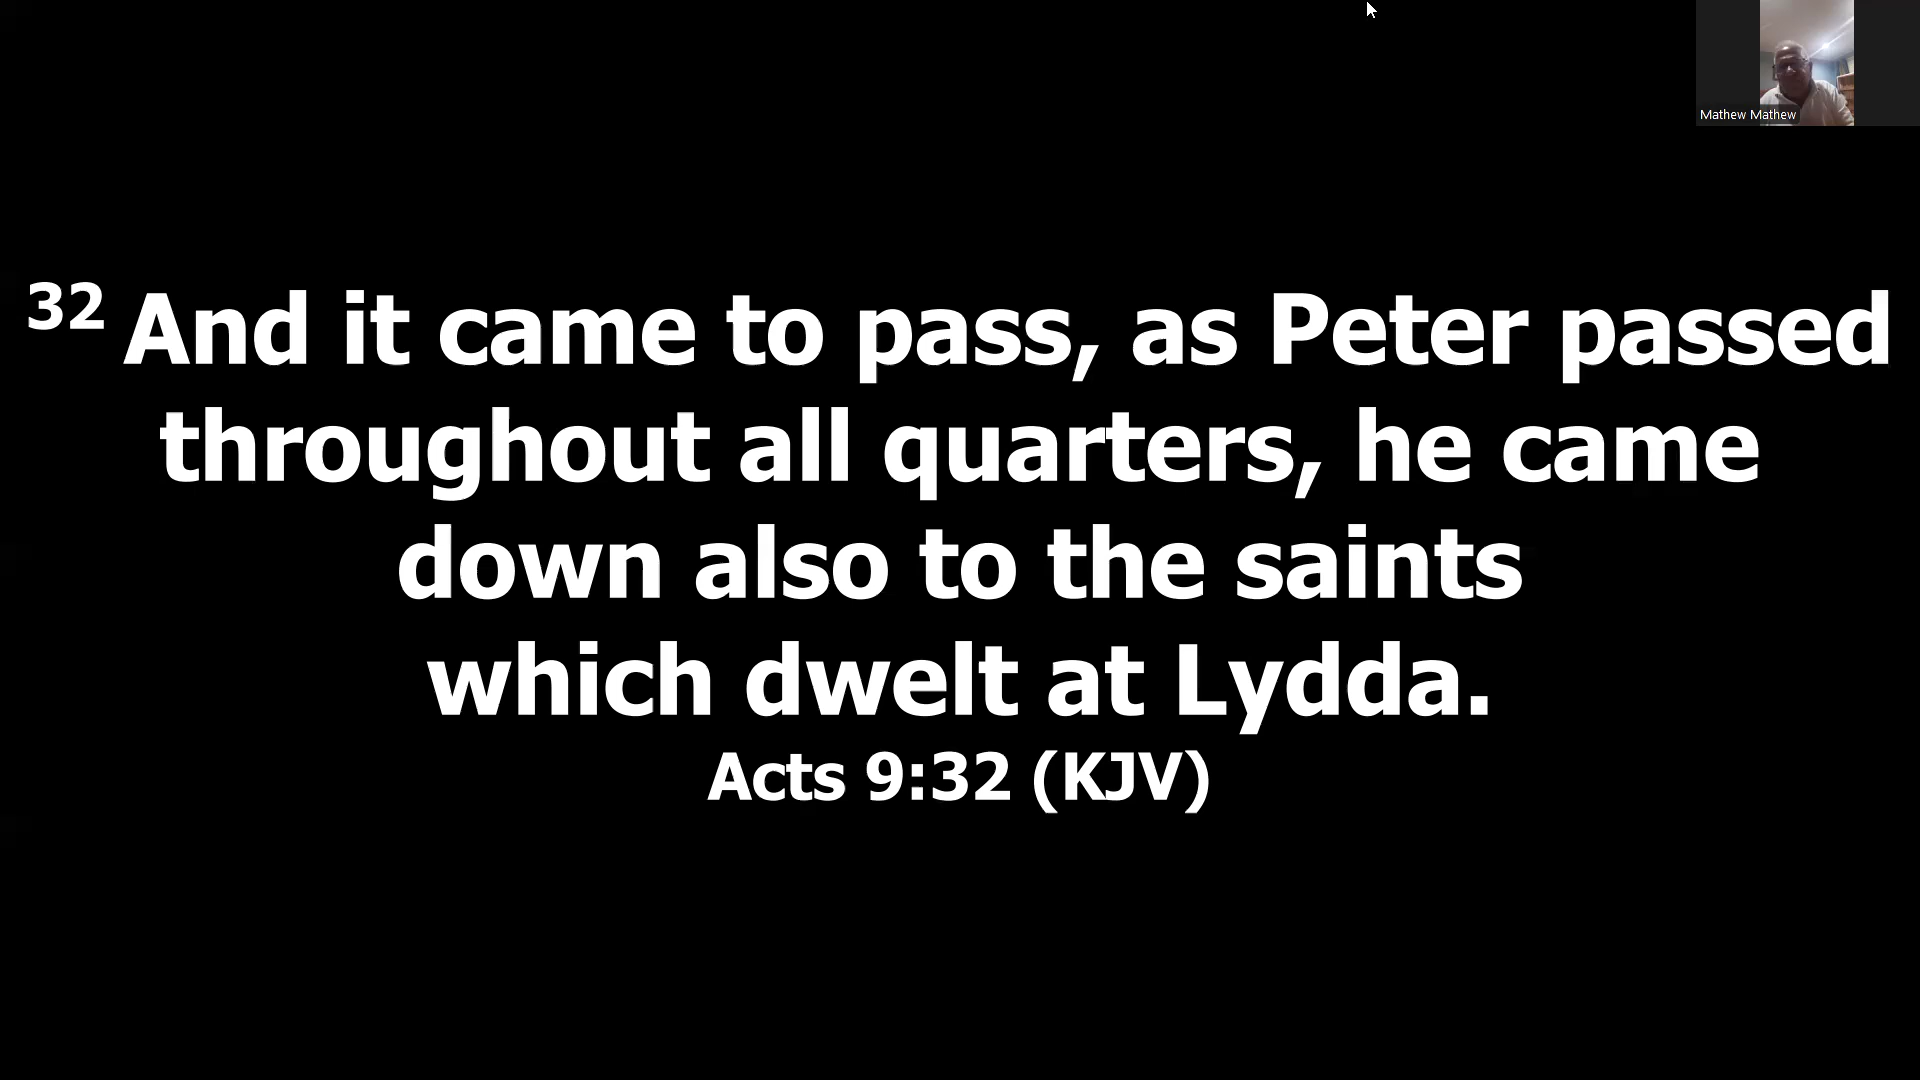 Mathew Mathew
32 And it came to pass, as Peter passed
throughout all quarters, he came
down also to the saints
which dwelt at Lydda.
Acts 9:32 (KJV)